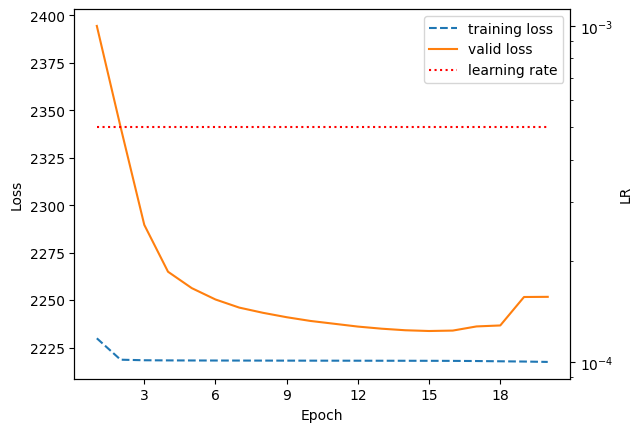 2400
2375
2350
2325
2300
2275
2250
2225
Loss
3 6 9 12 15 18
Epoch
10⁻³
10⁻⁴
LR
training loss
valid loss
learning rate